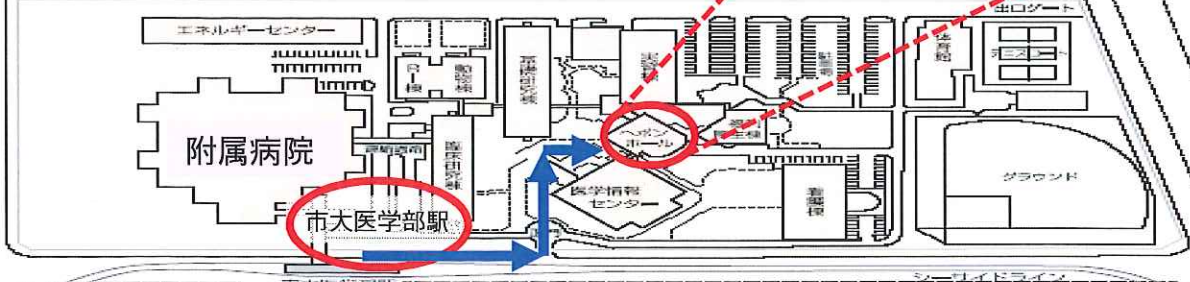 出口ゲート
エネルギーセンター
体育館
テニスコート
動物棟
基礎研究棟
実習棟
駐車場
附属病院
臨床研究棟
ヘボン
ホール
福利
厚生棟
医学情報
センター
看護棟
グラウンド
市大医学部駅
シーサイドライン